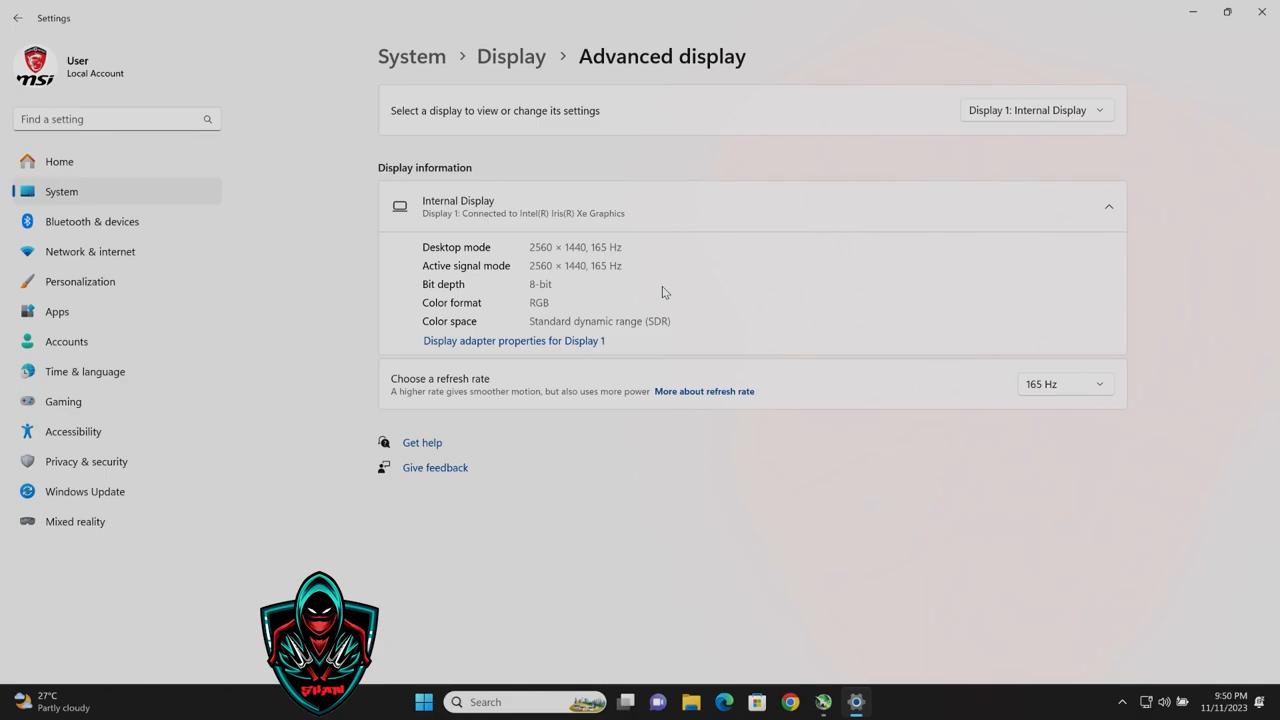 Settings
msi
User
Local Account
Find a setting
Home
System
Bluetooth & devices
Network & internet
Personalization
Apps
Accounts
Time & language
Gaming
Accessibility
Privacy & security
Windows Update
Mixed reality
System > Display > Advanced display
Select a display to view or change its settings
Display 1: Internal Display
Display information
Internal Display
Display 1: Connected to Intel(R) Iris(R) Xe Graphics
Desktop mode 2560 × 1440, 165 Hz
Active signal mode 2560 × 1440, 165 Hz
Bit depth 8-bit
Color format RGB
Color space Standard dynamic range (SDR)
Display adapter properties for Display 1
Choose a refresh rate
A higher rate gives smoother motion, but also uses more power More about refresh rate
165 Hz
Get help
Give feedback
27°C
Partly cloudy
Search
9:50 PM
11/11/2023